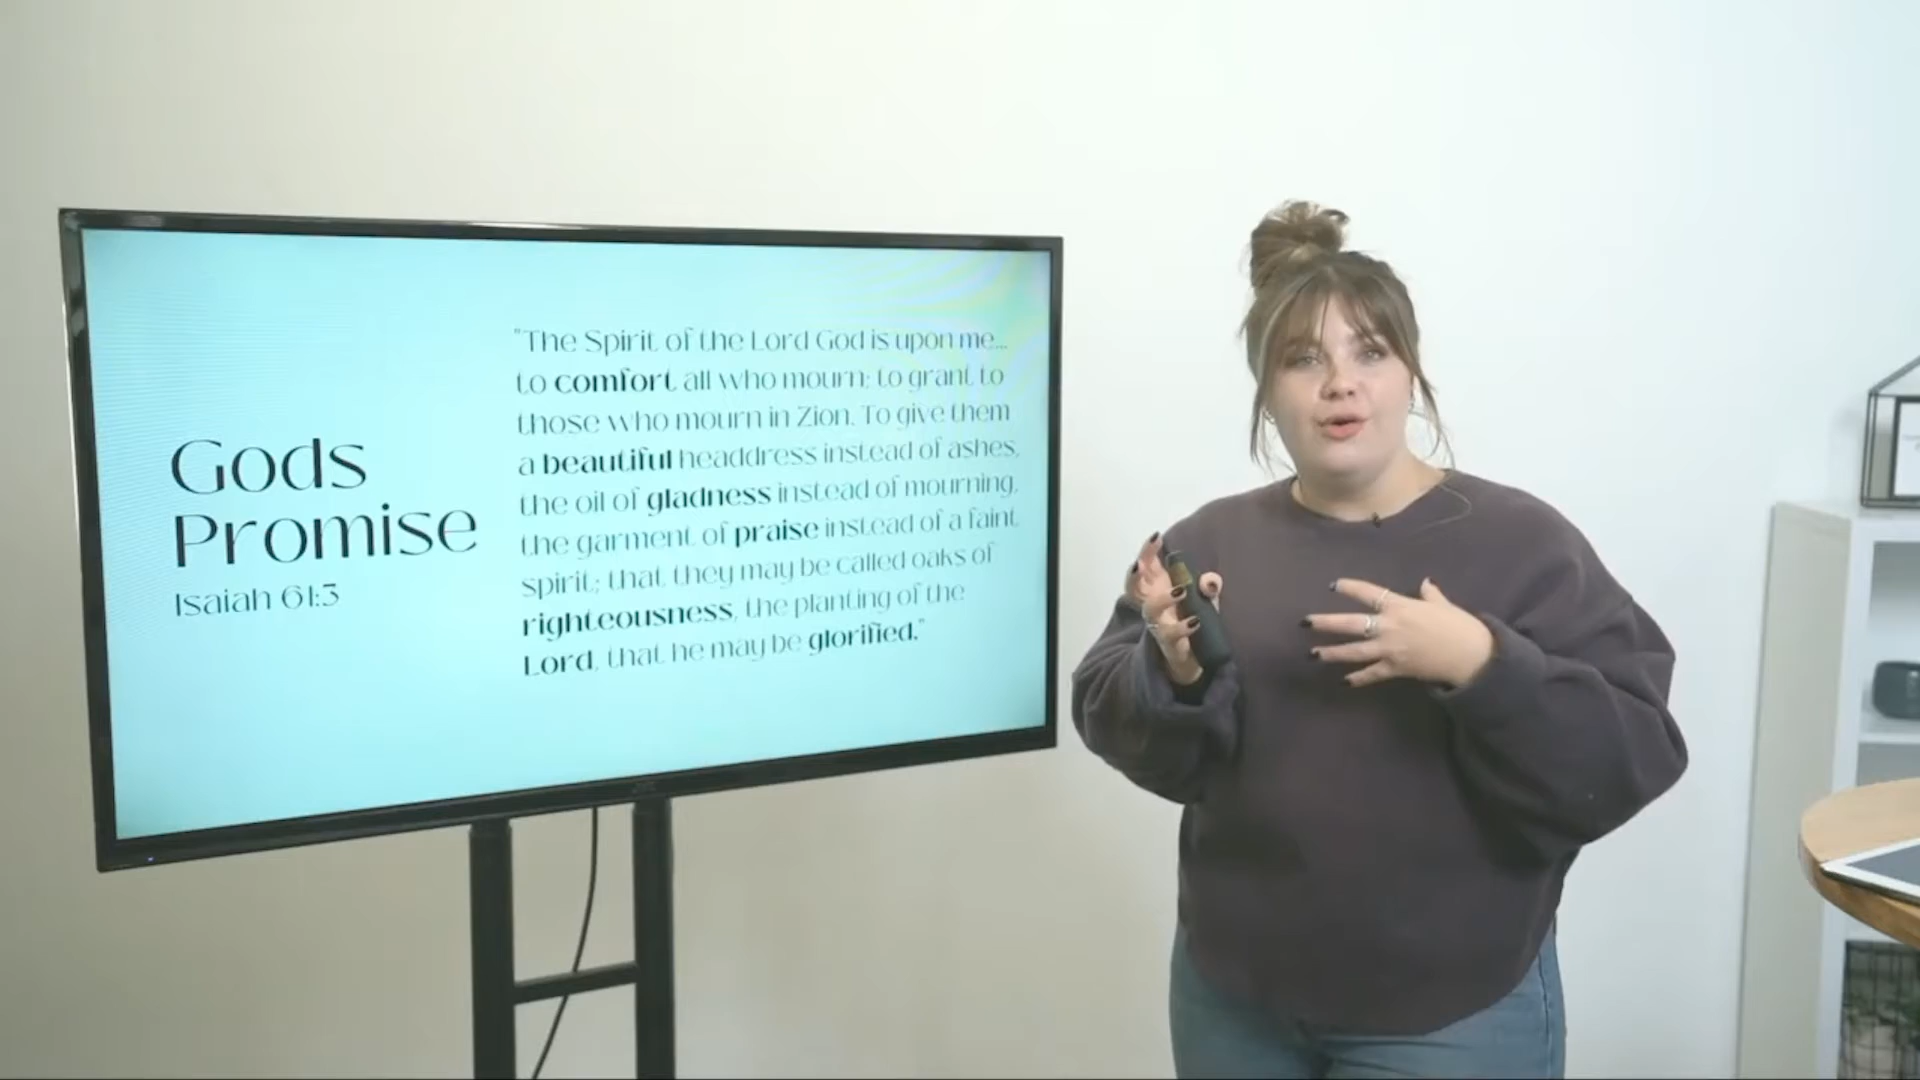 Gods
Promise
Isaiah 61:3
"The Spirit of the Lord God is upon me...
to comfort all who mourn; to grant to
those who mourn in Zion. To give them
a beautiful headdress instead of ashes,
the oil of gladness instead of mourning,
the garment of praise instead of a faint
spirit; that they may be called oaks of
righteousness, the planting of the
Lord, that he may be glorified."